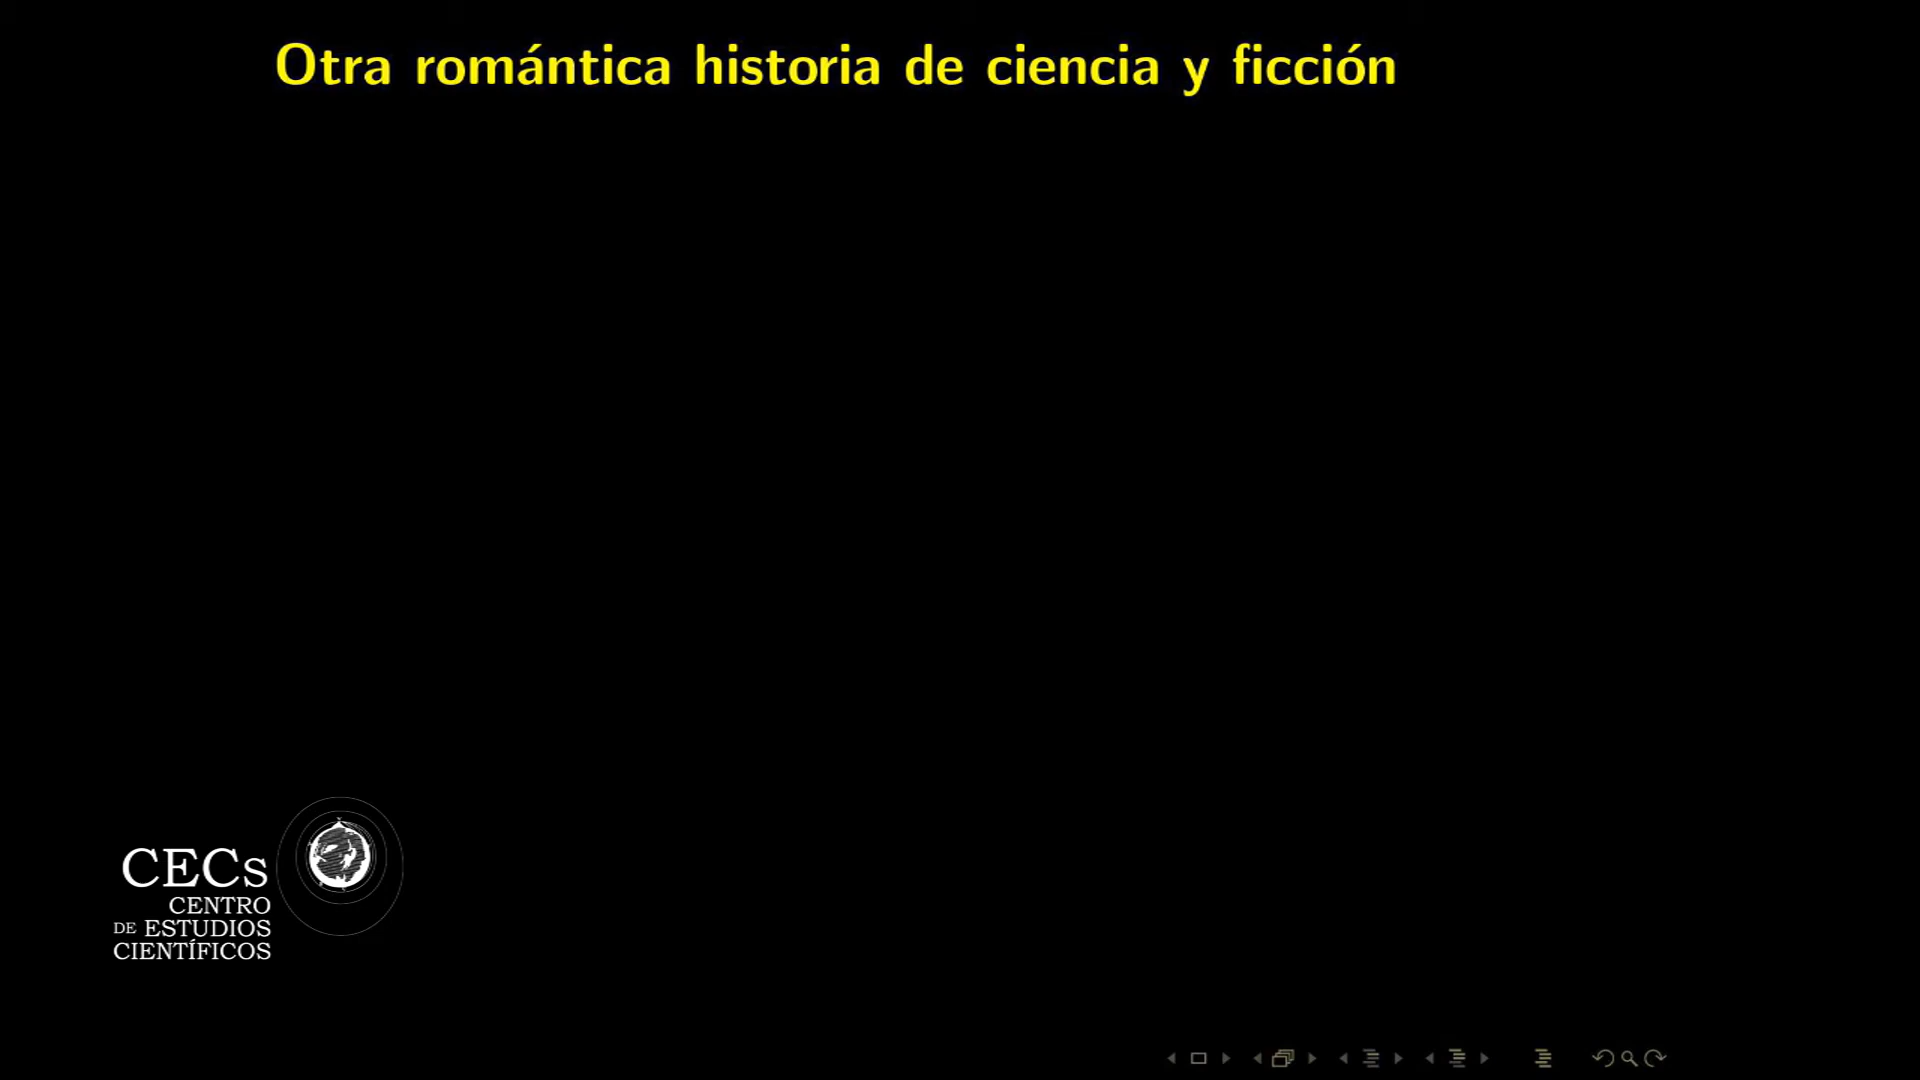 Otra romántica historia de ciencia y ficción
CECs
CENTRO
DE ESTUDIOS
CIENTÍFICOS